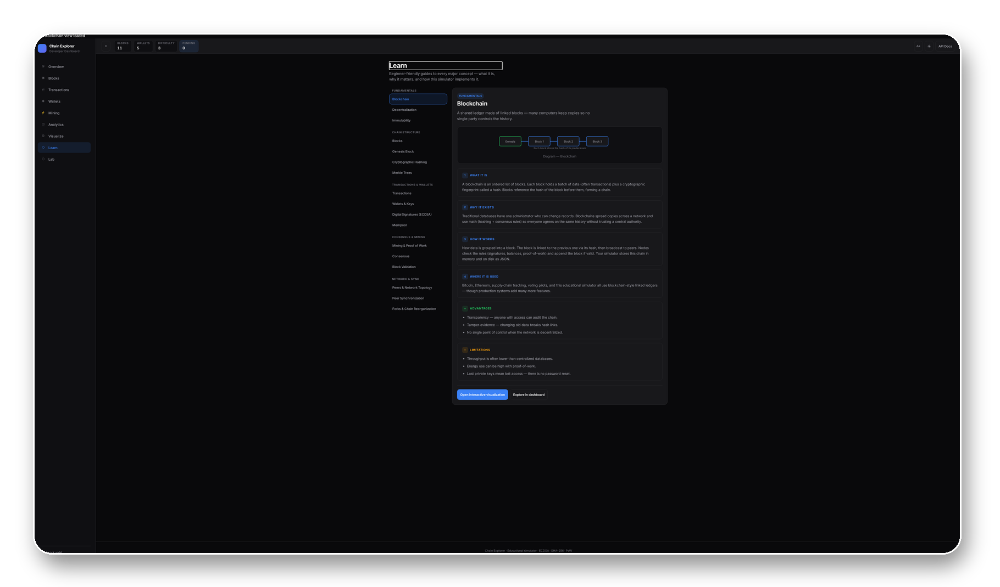 ockchain view loaded
Chain Explorer
Developer Dashboard
Overview
Blocks
Transactions
Wallets
Mining
Analytics
Visualize
Learn
Lab
BLOCKS
11
WALLETS
5
DIFFICULTY
3
PENDING
0
A+
API Docs
Learn
Beginner-friendly guides to every major concept — what it is,
why it matters, and how this simulator implements it.
FUNDAMENTALS
Blockchain
Decentralization
Immutability
CHAIN STRUCTURE
Blocks
Genesis Block
Cryptographic Hashing
Merkle Trees
TRANSACTIONS & WALLETS
Transactions
Wallets & Keys
Digital Signatures (ECDSA)
Mempool
CONSENSUS & MINING
Mining & Proof of Work
Consensus
Block Validation
NETWORK & SYNC
Peers & Network Topology
Peer Synchronization
Forks & Chain Reorganization
FUNDAMENTALS
Blockchain
A shared ledger made of linked blocks — many computers keep copies so no
single party controls the history.
Genesis
Block 1
Block 2
Block 3
Each block stores the hash of its predecessor
Diagram — Blockchain
1 WHAT IT IS
A blockchain is an ordered list of blocks. Each block holds a batch of data (often transactions) plus a cryptographic
fingerprint called a hash. Blocks reference the hash of the block before them, forming a chain.
2 WHY IT EXISTS
Traditional databases have one administrator who can change records. Blockchains spread copies across a network and
use math (hashing + consensus rules) so everyone agrees on the same history without trusting a central authority.
3 HOW IT WORKS
New data is grouped into a block. The block is linked to the previous one via its hash, then broadcast to peers. Nodes
check the rules (signatures, balances, proof-of-work) and append the block if valid. Your simulator stores this chain in
memory and on disk as JSON.
4 WHERE IT IS USED
Bitcoin, Ethereum, supply-chain tracking, voting pilots, and this educational simulator all use blockchain-style linked ledgers
— though production systems add many more features.
+ ADVANTAGES
• Transparency — anyone with access can audit the chain.
• Tamper-evidence — changing old data breaks hash links.
• No single point of control when the network is decentralized.
− LIMITATIONS
• Throughput is often lower than centralized databases.
• Energy use can be high with proof-of-work.
• Lost private keys mean lost access — there is no password reset.
Open interactive visualization
Explore in dashboard
Chain Explorer · Educational simulator · ECDSA · SHA-256 · PoW